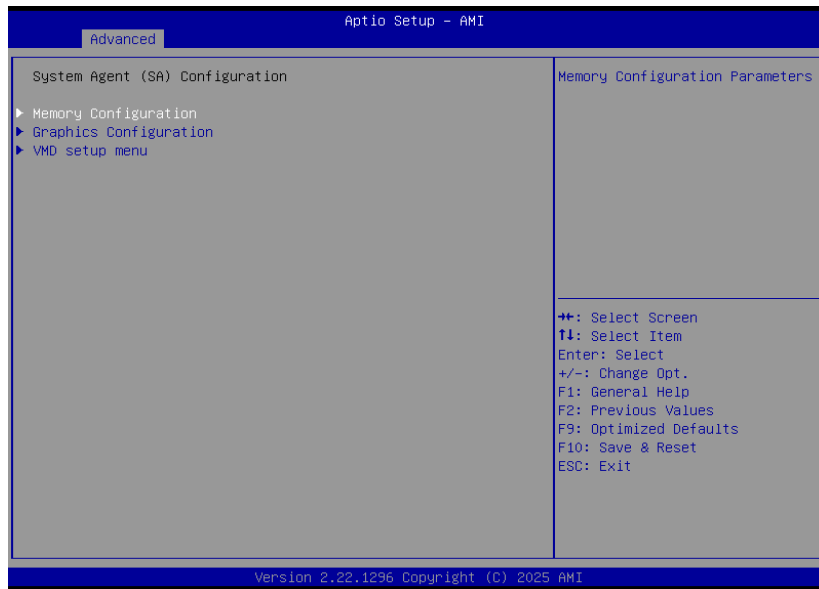 Aptio Setup – AMI
Advanced
System Agent (SA) Configuration
Memory Configuration
Graphics Configuration
VMD setup menu
Memory Configuration Parameters
→←: Select Screen
↑↓: Select Item
Enter: Select
+/-: Change Opt.
F1: General Help
F2: Previous Values
F9: Optimized Defaults
F10: Save & Reset
ESC: Exit
Version 2.22.1296 Copyright (C) 2025 AMI